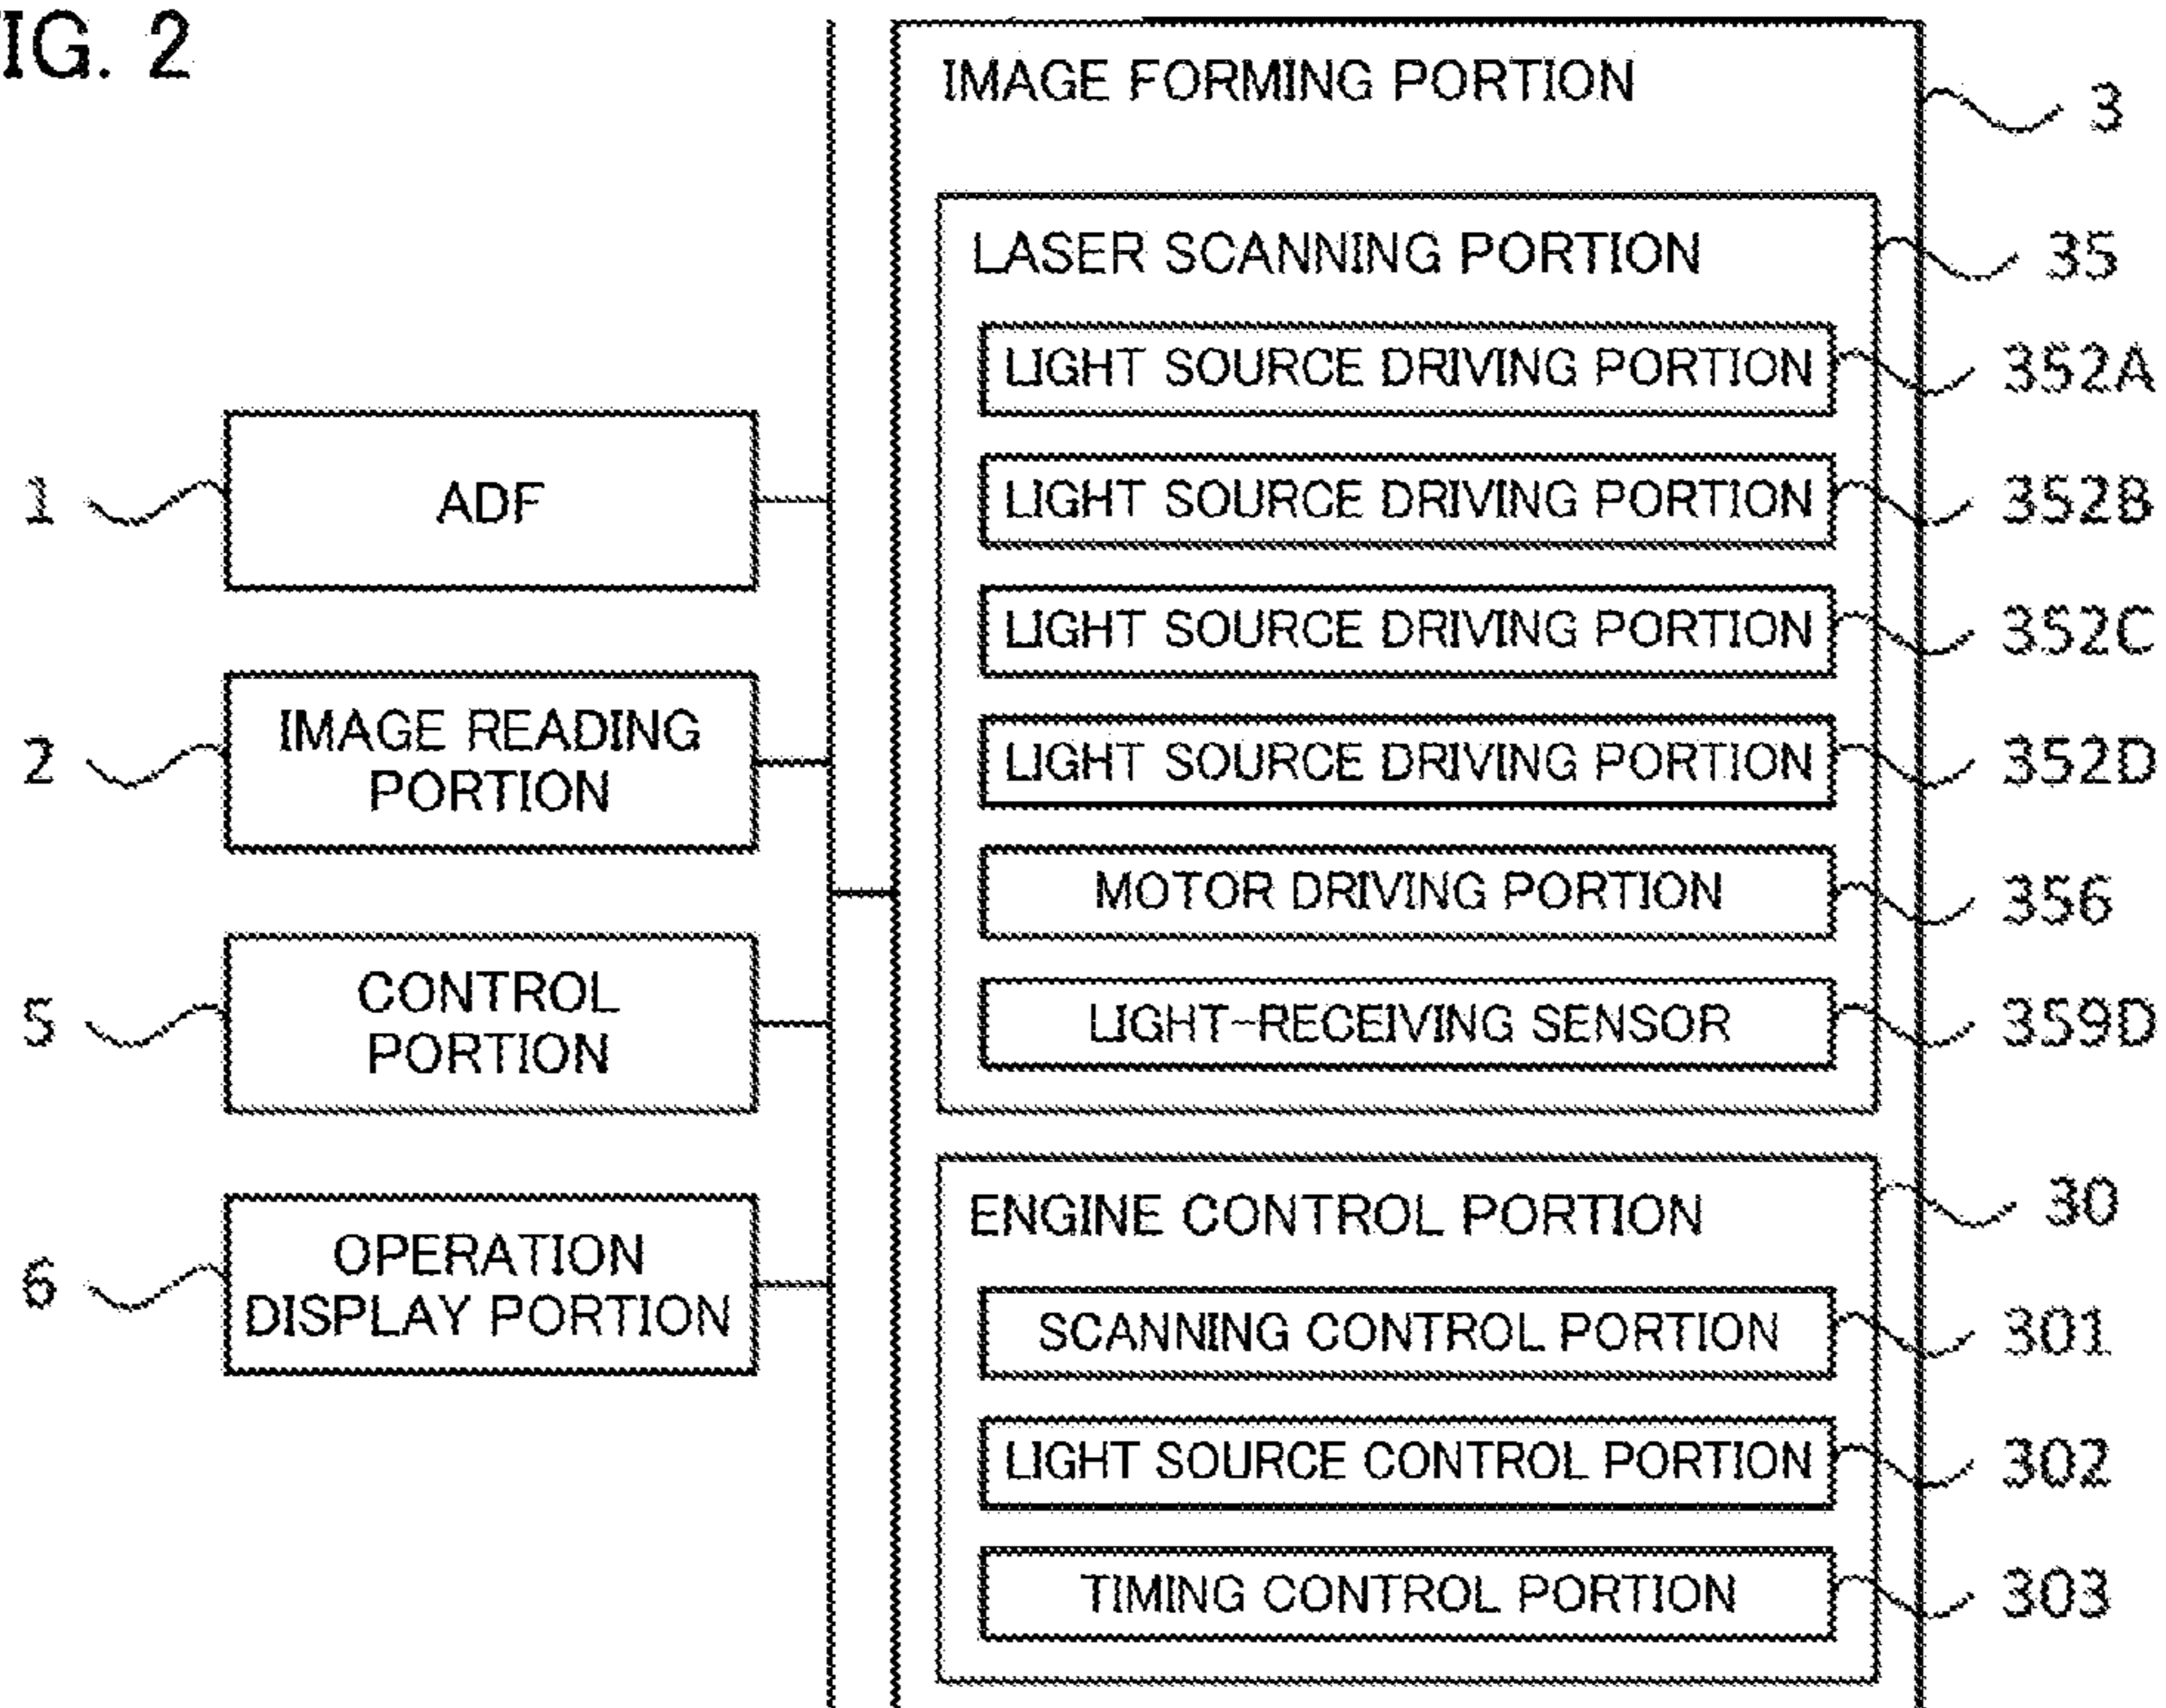 IG. 2
IMAGE FORMING PORTION
3
LASER SCANNING PORTION
35
LIGHT SOURCE DRIVING PORTION
352A
LIGHT SOURCE DRIVING PORTION
352B
LIGHT SOURCE DRIVING PORTION
352C
LIGHT SOURCE DRIVING PORTION
352D
MOTOR DRIVING PORTION
356
LIGHT-RECEIVING SENSOR
359D
ENGINE CONTROL PORTION
30
SCANNING CONTROL PORTION
301
LIGHT SOURCE CONTROL PORTION
302
TIMING CONTROL PORTION
303
1
ADF
2
IMAGE READING
PORTION
5
CONTROL
PORTION
6
OPERATION
DISPLAY PORTION